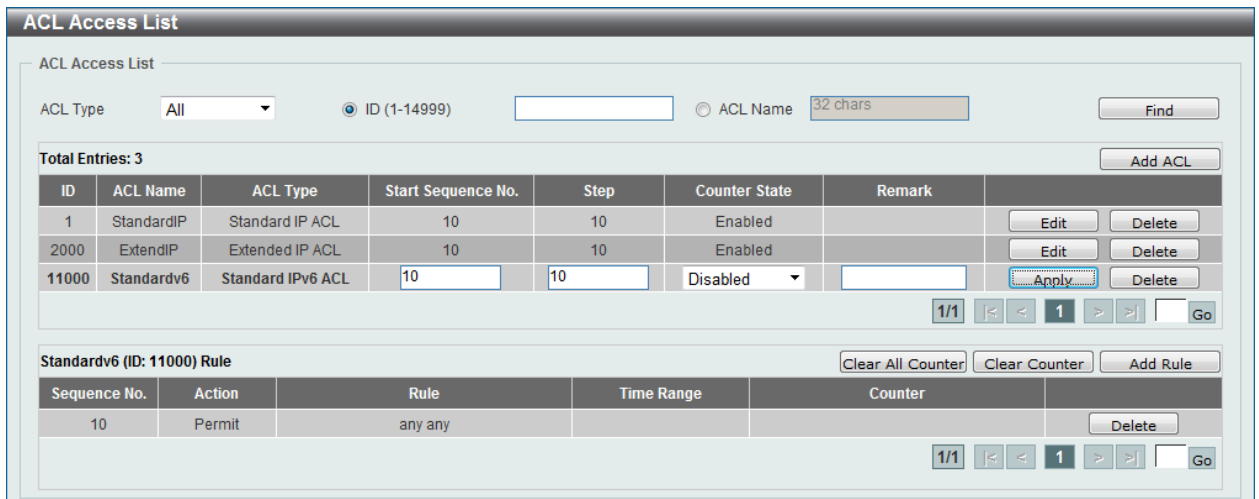 ACL Access List
ACL Access List
ACL Type All ID (1-14999) ACL Name 32 chars Find
Total Entries: 3 Add ACL
ID ACL Name ACL Type Start Sequence No. Step Counter State Remark
1 StandardIP Standard IP ACL 10 10 Enabled Edit Delete
2000 ExtendIP Extended IP ACL 10 10 Enabled Edit Delete
11000 Standardv6 Standard IPv6 ACL 10 10 Disabled Apply Delete
1/1 |< < 1 > >| Go
Standardv6 (ID: 11000) Rule Clear All Counter Clear Counter Add Rule
Sequence No. Action Rule Time Range Counter
10 Permit any any Delete
1/1 |< < 1 > >| Go